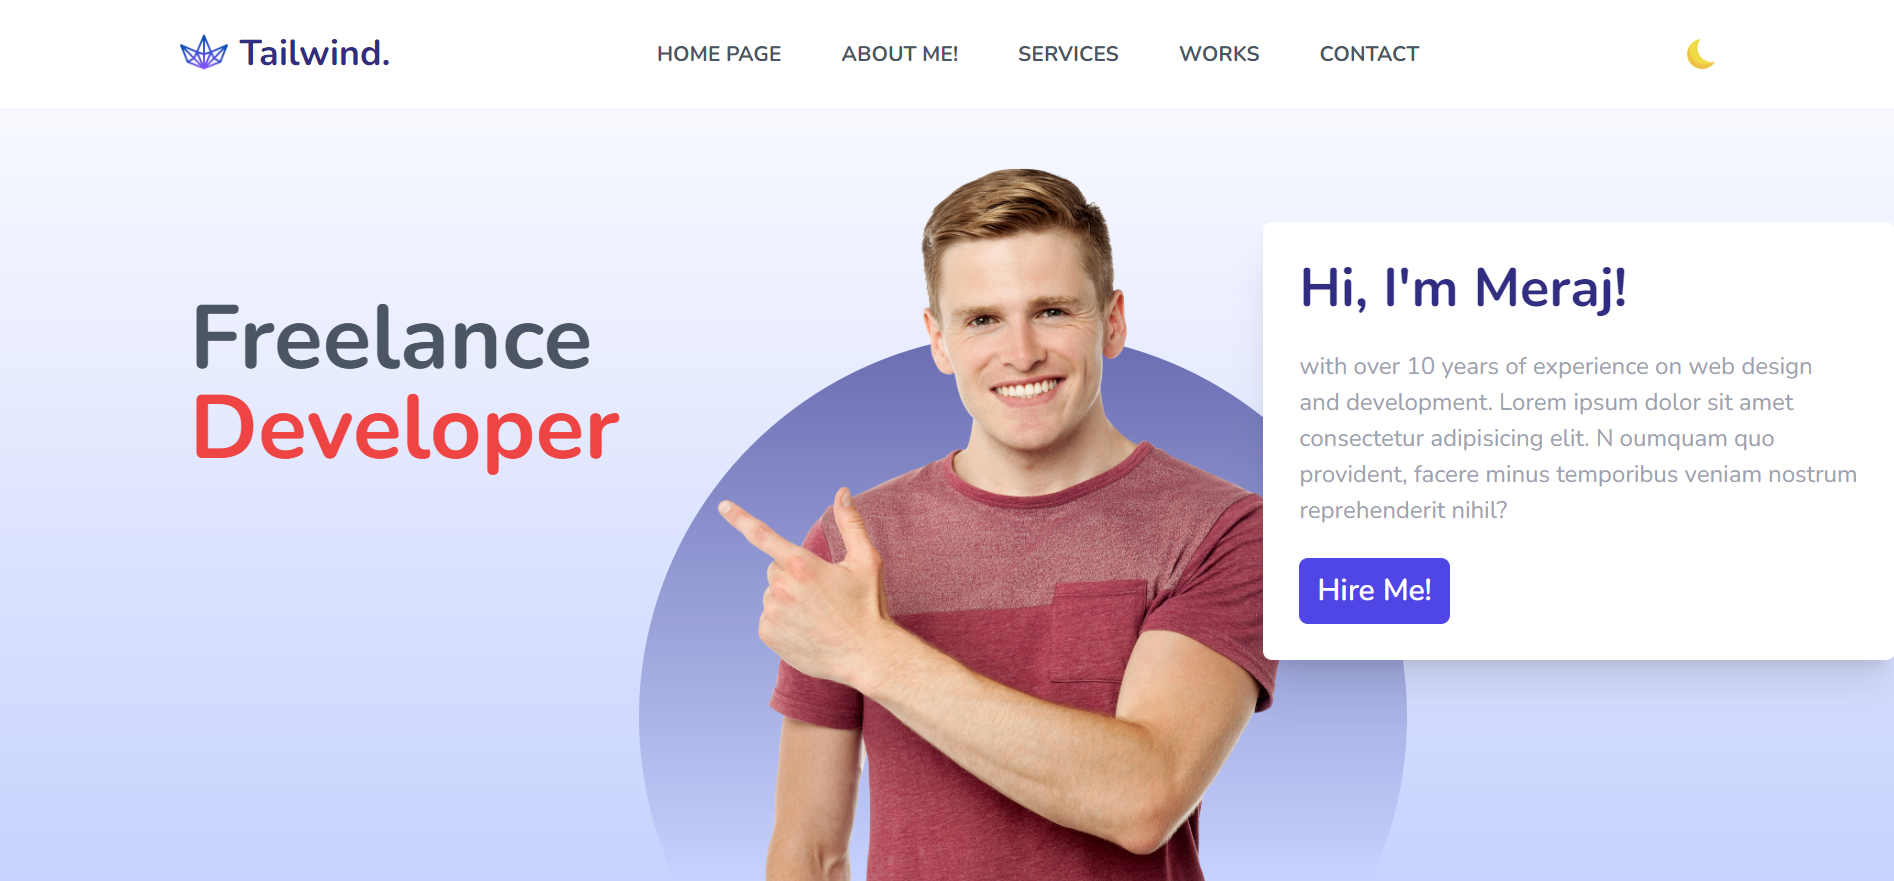 Tailwind.
HOME PAGE
ABOUT ME!
SERVICES
WORKS
CONTACT
Freelance
Developer
Hi, I'm Meraj!
with over 10 years of experience on web design
and development. Lorem ipsum dolor sit amet
consectetur adipisicing elit. N oumquam quo
provident, facere minus temporibus veniam nostrum
reprehenderit nihil?
Hire Me!